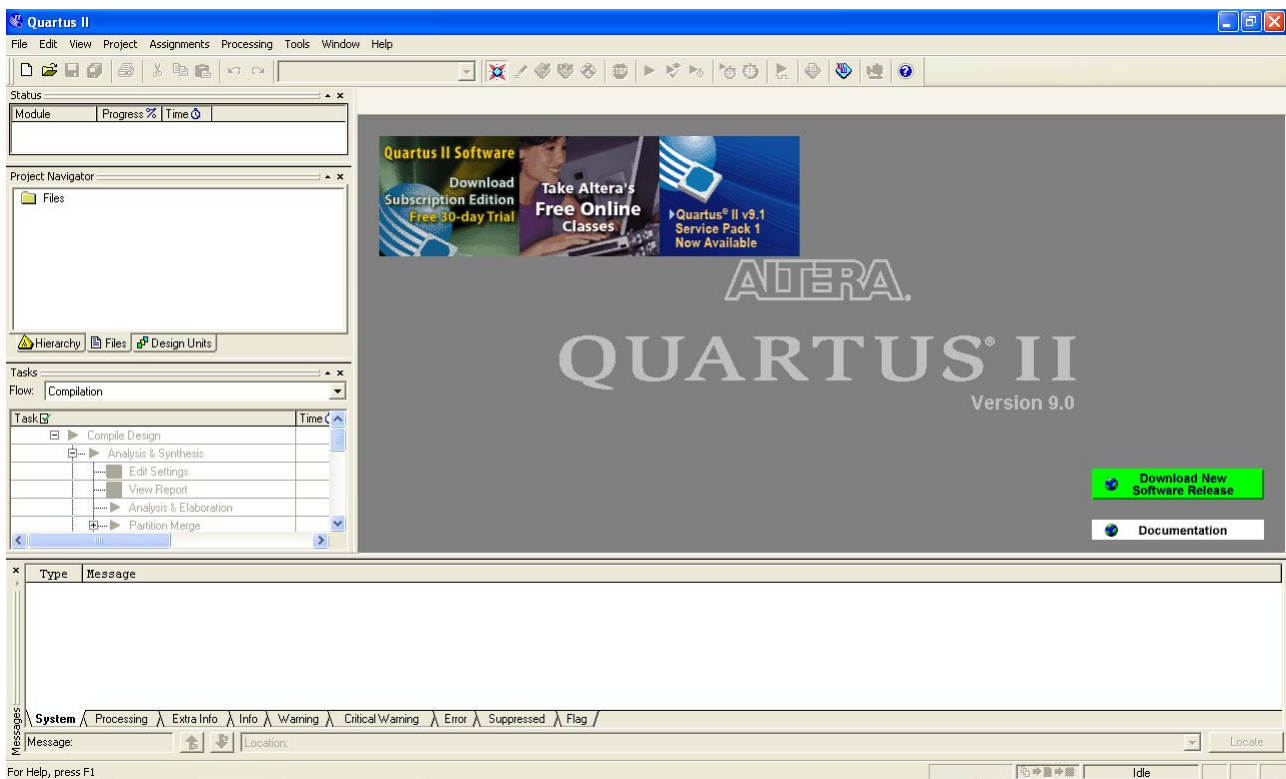 Quartus II
File Edit View Project Assignments Processing Tools Window Help
Status
Module Progress % Time
Project Navigator
Files
Hierarchy Files Design Units
Tasks
Flow: Compilation
Task Time
Compile Design
Analysis & Synthesis
Edit Settings
View Report
Analysis & Elaboration
Partition Merge
Quartus II Software
Download
Subscription Edition
Free 30-day Trial
Take Altera's
Free Online
Classes
Quartus® II v9.1
Service Pack 1
Now Available
ALTERA.
QUARTUS® II
Version 9.0
Download New
Software Release
Documentation
Type Message
Messages
System Processing Extra Info Info Warning Critical Warning Error Suppressed Flag
Message: Location: Locate
For Help, press F1 Idle